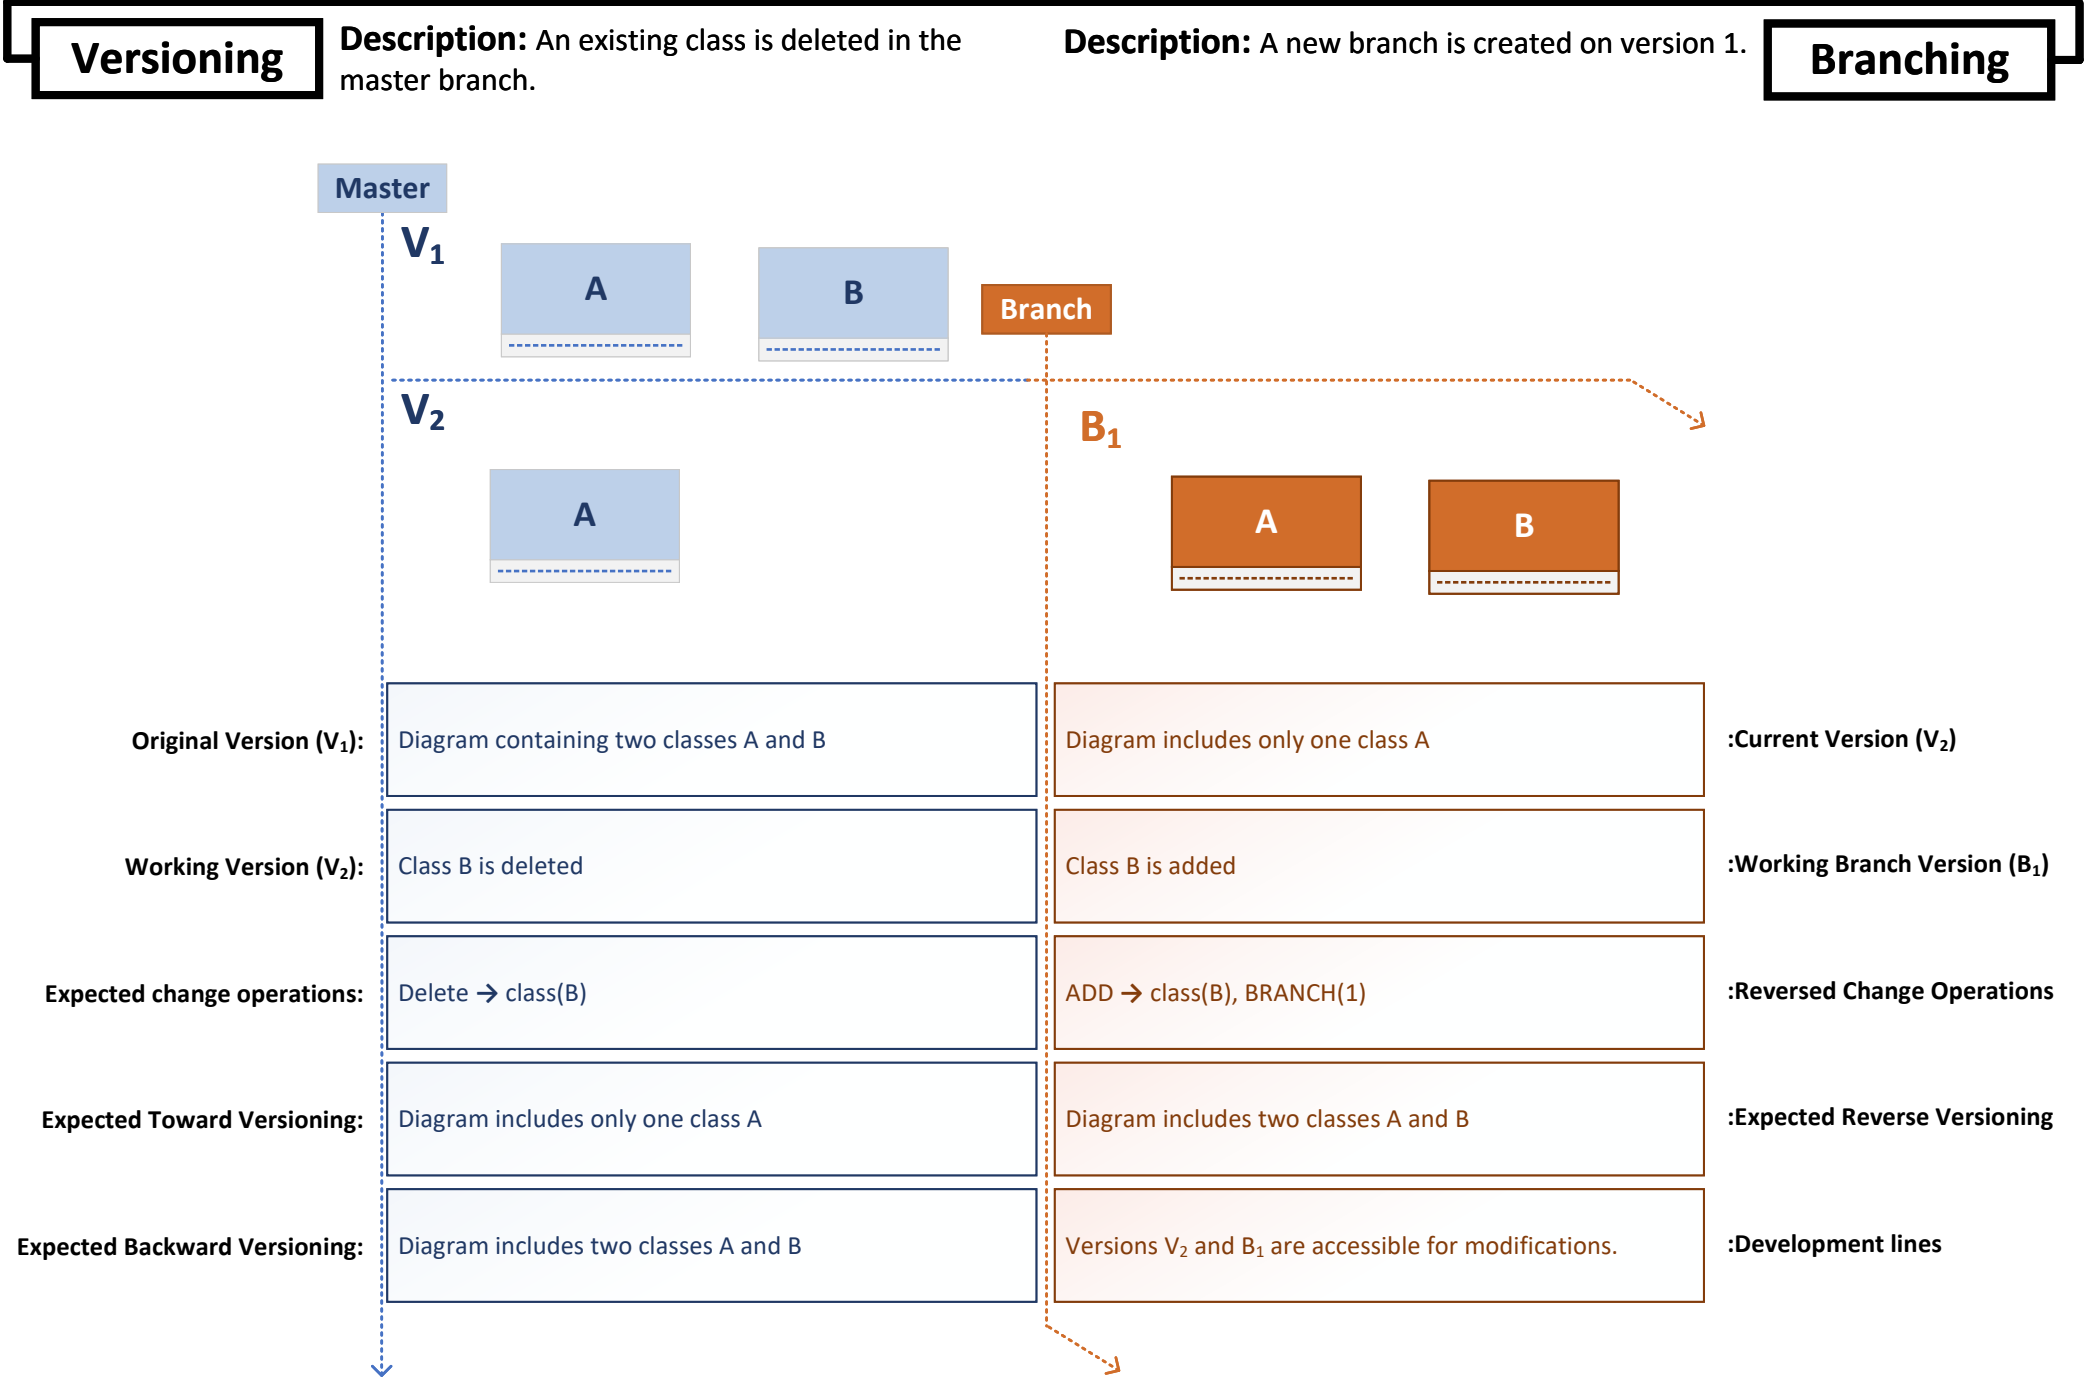 Versioning
Description: An existing class is deleted in the
master branch.
Description: A new branch is created on version 1.
Branching
Master
V₁
A
B
Branch
V₂
B₁
A
A
B
Original Version (V₁):
Diagram containing two classes A and B
Diagram includes only one class A
:Current Version (V₂)
Working Version (V₂):
Class B is deleted
Class B is added
:Working Branch Version (B₁)
Expected change operations:
Delete → class(B)
ADD → class(B), BRANCH(1)
:Reversed Change Operations
Expected Toward Versioning:
Diagram includes only one class A
Diagram includes two classes A and B
:Expected Reverse Versioning
Expected Backward Versioning:
Diagram includes two classes A and B
Versions V₂ and B₁ are accessible for modifications.
:Development lines